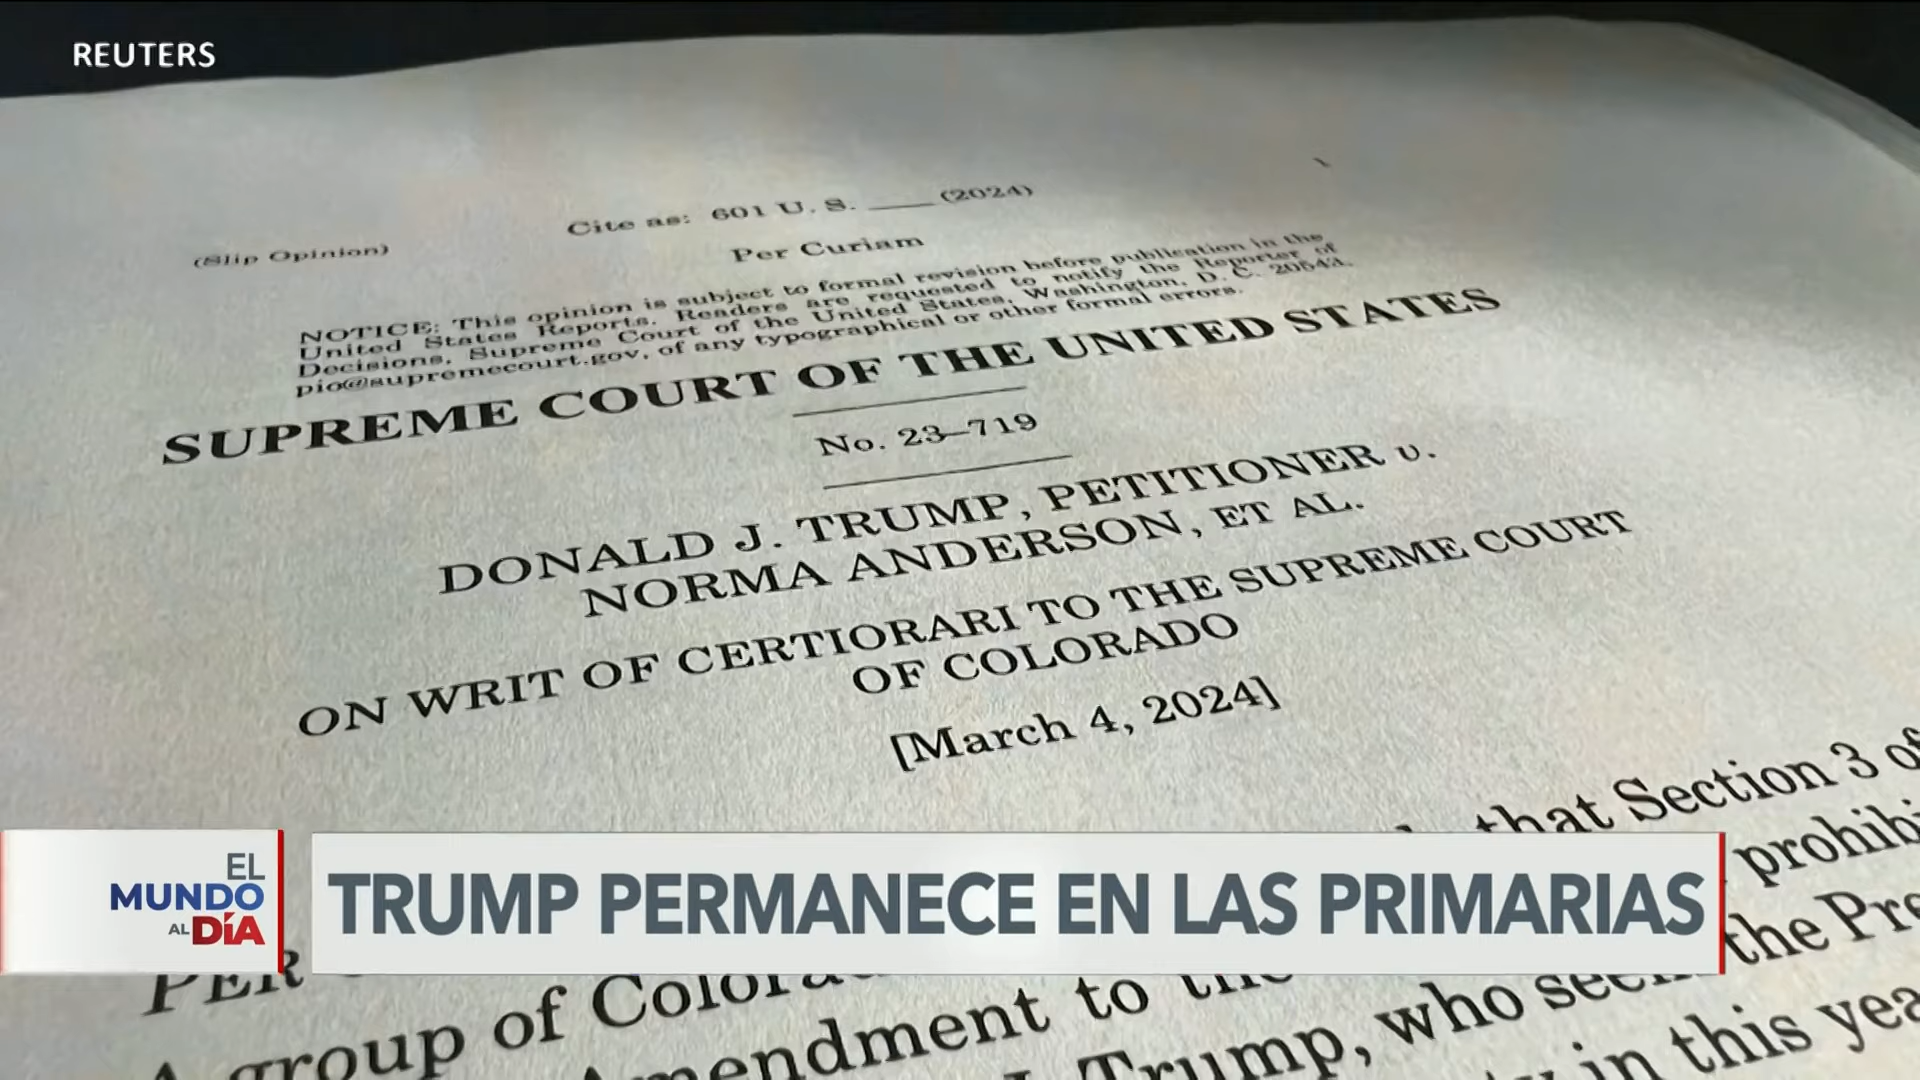 REUTERS
Cite as: 601 U. S. ____ (2024)
(Slip Opinion)
Per Curiam
NOTICE: This opinion is subject to formal revision before publication in the
United States Reports. Readers are requested to notify the Reporter of
Decisions, Supreme Court of the United States, Washington, D. C. 20543,
pio@supremecourt.gov, of any typographical or other formal errors.
SUPREME COURT OF THE UNITED STATES
No. 23–719
DONALD J. TRUMP, PETITIONER v.
NORMA ANDERSON, ET AL.
ON WRIT OF CERTIORARI TO THE SUPREME COURT
OF COLORADO
[March 4, 2024]
that Section 3 of
prohibi
EL
MUNDO
AL DÍA
TRUMP PERMANECE EN LAS PRIMARIAS
the Pre
PER
A group of Colora
Amendment to the
Trump, who seek
in this yea